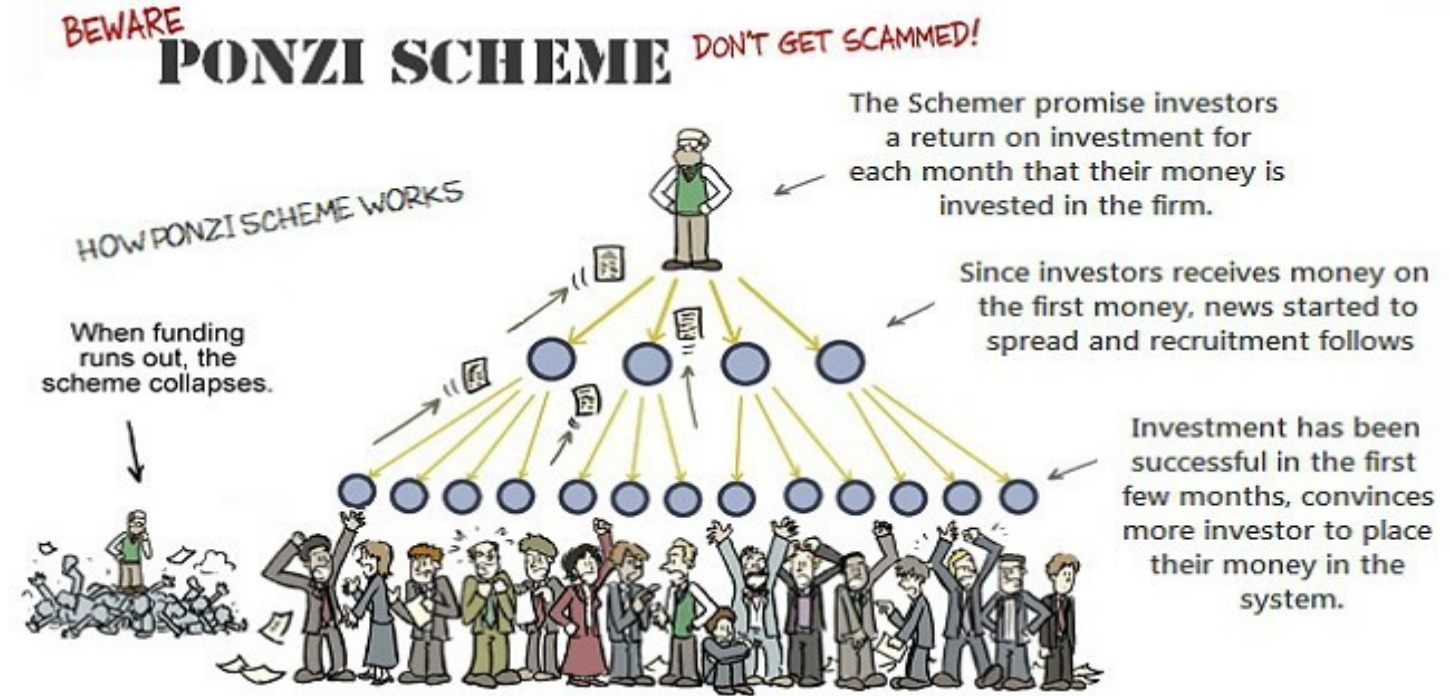 BEWARE
PONZI SCHEME
DON'T GET SCAMMED!
The Schemer promise investors
a return on investment for
each month that their money is
invested in the firm.
HOW PONZI SCHEME WORKS
Since investors receives money on
the first money, news started to
spread and recruitment follows
When funding
runs out, the
scheme collapses.
Investment has been
successful in the first
few months, convinces
more investor to place
their money in the
system.